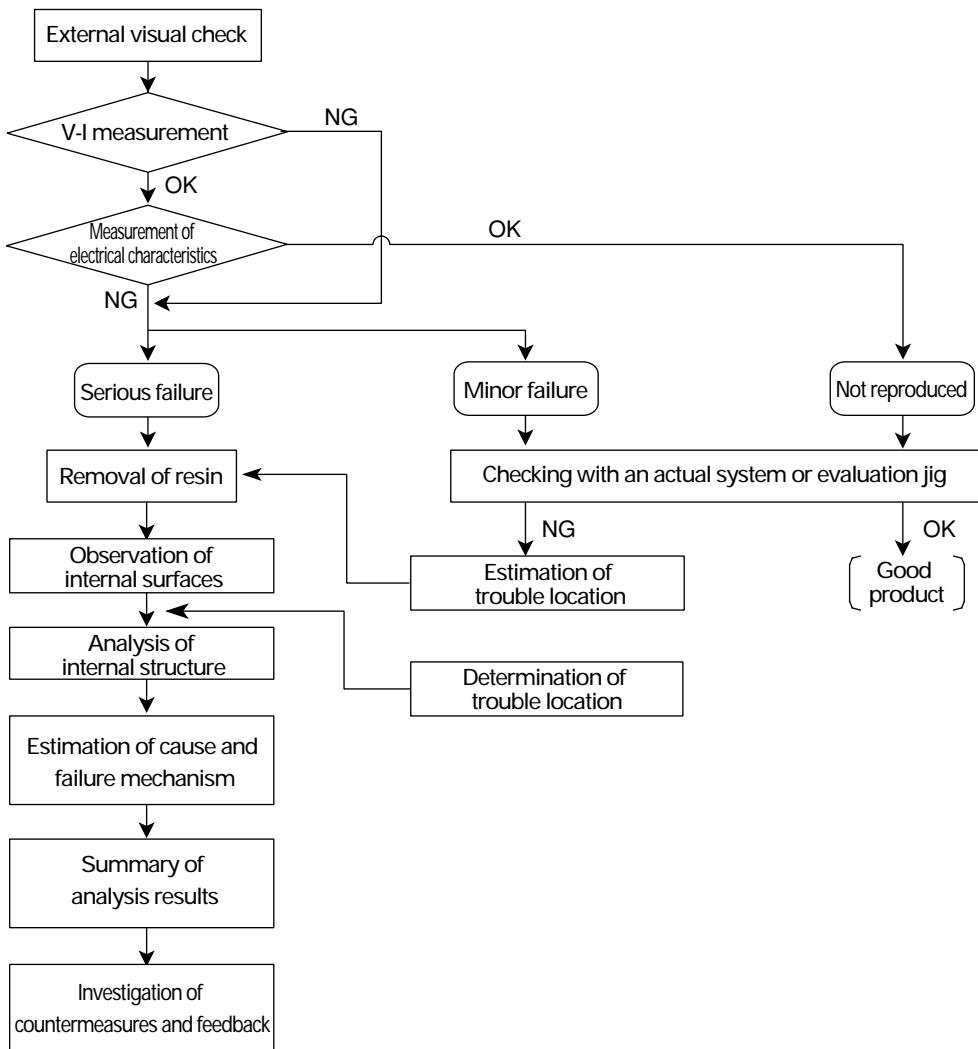 External visual check
NG
V-I measurement
OK
Measurement of
electrical characteristics
OK
NG
Serious failure
Minor failure
Not reproduced
Removal of resin
Checking with an actual system or evaluation jig
NG
OK
Observation of
internal surfaces
Estimation of
trouble location
Good
product
Analysis of
internal structure
Determination of
trouble location
Estimation of cause and
failure mechanism
Summary of
analysis results
Investigation of
countermeasures and feedback